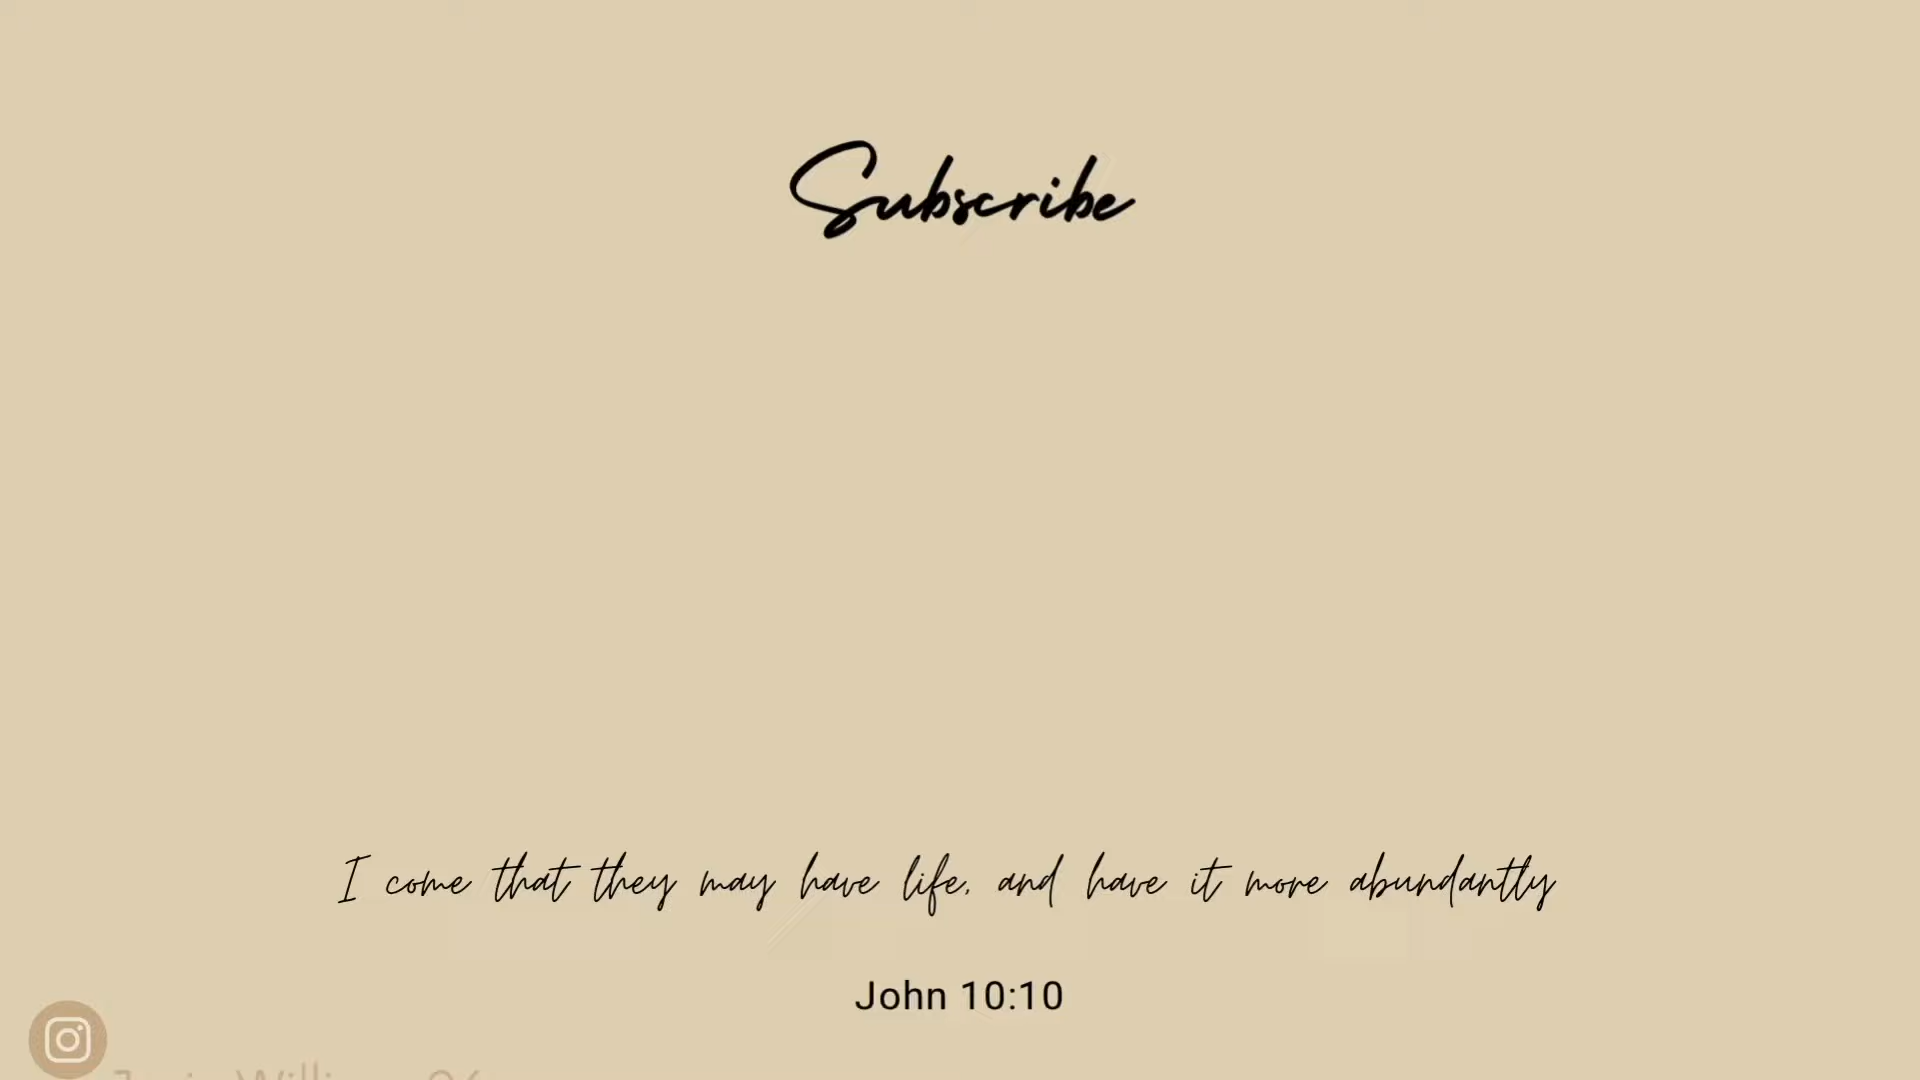 Subscribe
I come that they may have life, and have it more abundantly
John 10:10